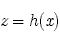 z = h(x)